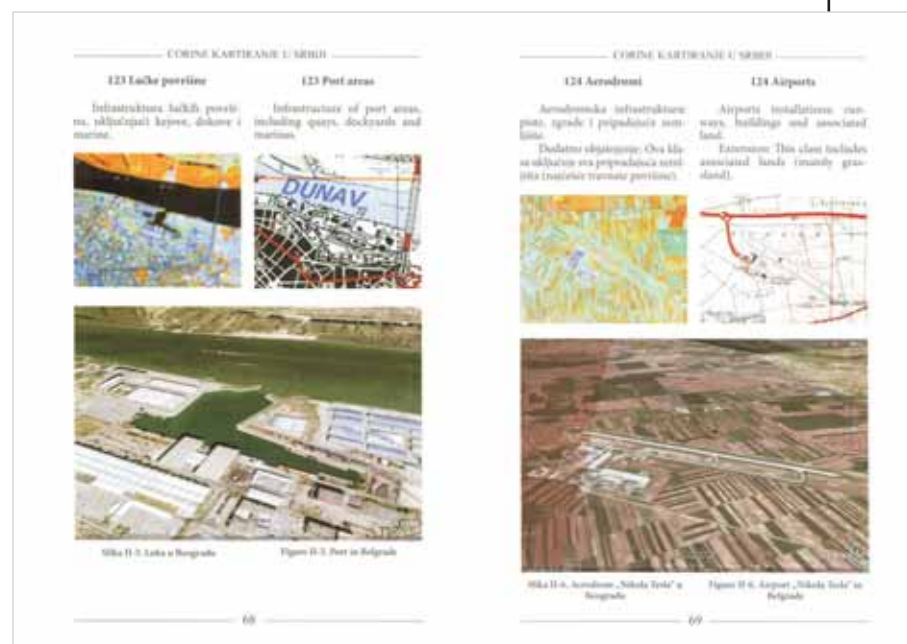 CORINE KARTIRANJE U SRBIJI
123 Lučke površine
Infrastruktura lučkih površi-
na, uključujući kejove, dokove i
marine.
123 Port areas
Infrastructure of port areas,
including quays, dockyards and
marinas.
DUNAV
Slika II-5. Luka u Beogradu
Figure II-5. Port in Belgrade
68
CORINE KARTIRANJE U SRBIJI
124 Aerodromi
Aerodromska infrastruktura:
piste, zgrade i pripadajuće zem-
ljište.
Dodatno objašnjenje: Ova kla-
sa uključuje sva pripadajuća zeml-
jišta (najčešće travnate površine).
124 Airports
Airports installations: run-
ways, buildings and associated
land.
Extension: This class includes
associated lands (mainly gras-
sland).
Slika II-6. Aerodrom „Nikola Tesla" u
Beogradu
Figure II-6. Airport „Nikola Tesla" in
Belgrade
69